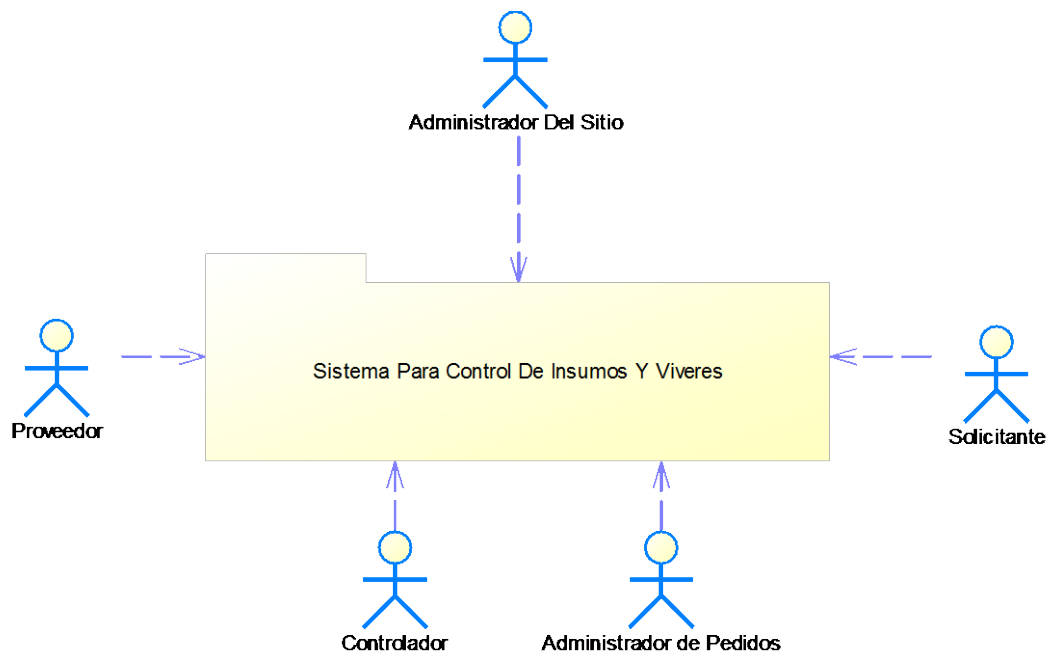 Administrador Del Sitio
Sistema Para Control De Insumos Y Viveres
Proveedor
Solicitante
Controlador
Administrador de Pedidos